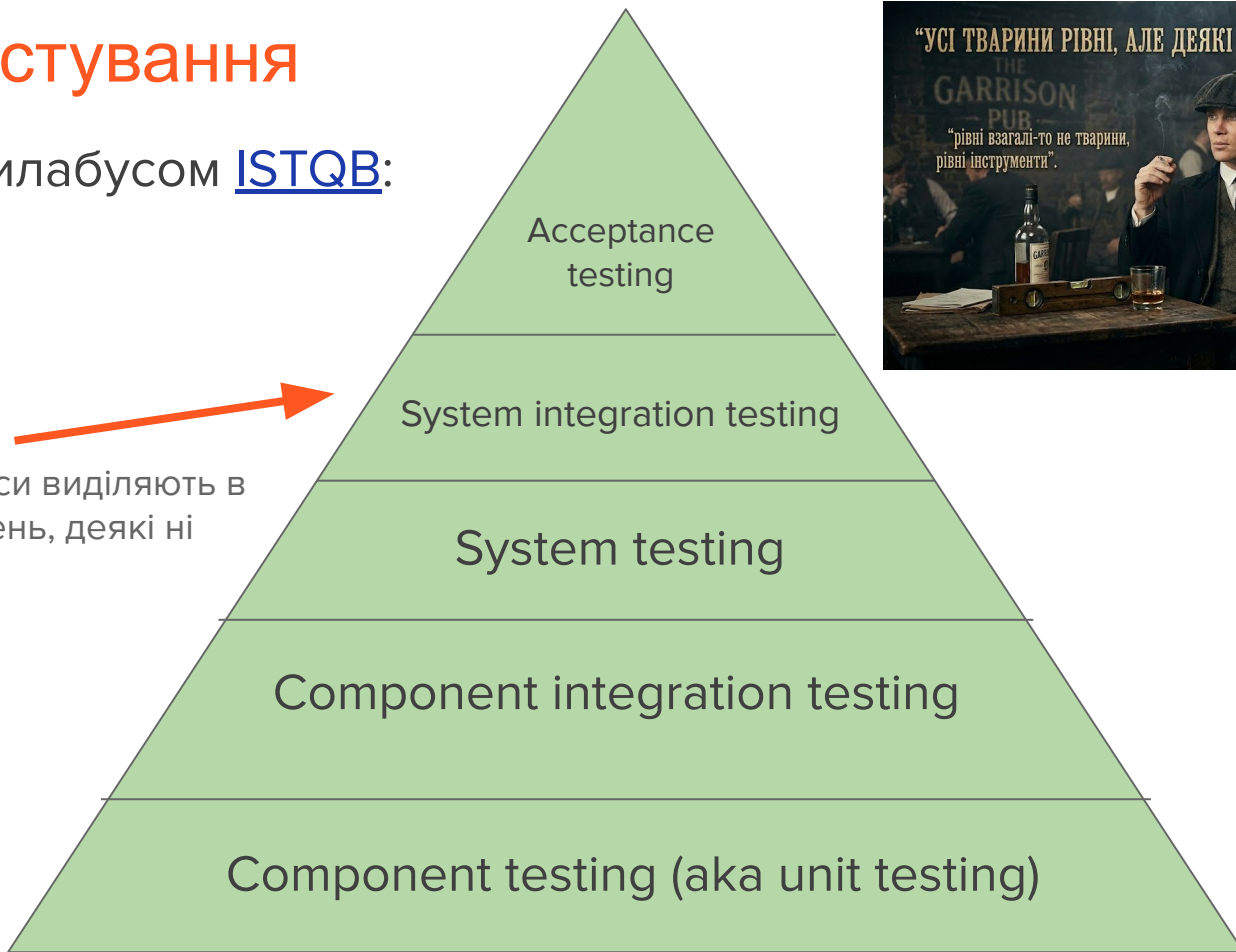 стування
илабусом ISTQB:
Acceptance
testing
System integration testing
си виділяють в
ень, деякі ні
System testing
Component integration testing
Component testing (aka unit testing)
“УСІ ТВАРИНИ РІВНІ, АЛЕ ДЕЯКІ
THE
GARRISON
PUB
“рівні взагалі-то не тварини,
рівні інструменти”.